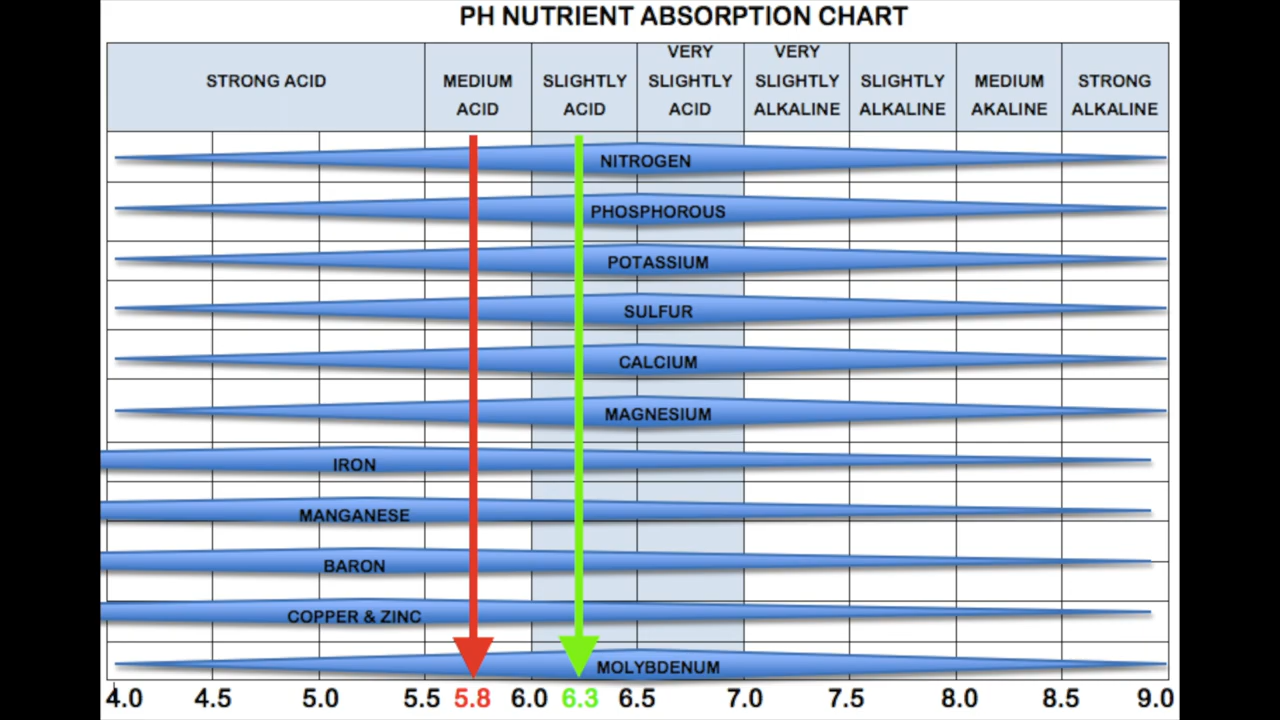 PH NUTRIENT ABSORPTION CHART
STRONG ACID
MEDIUM
ACID
SLIGHTLY
ACID
VERY
SLIGHTLY
ACID
VERY
SLIGHTLY
ALKALINE
SLIGHTLY
ALKALINE
MEDIUM
AKALINE
STRONG
ALKALINE
NITROGEN
PHOSPHOROUS
POTASSIUM
SULFUR
CALCIUM
MAGNESIUM
IRON
MANGANESE
BARON
COPPER & ZINC
MOLYBDENUM
4.0 4.5 5.0 5.5 5.8 6.0 6.3 6.5 7.0 7.5 8.0 8.5 9.0